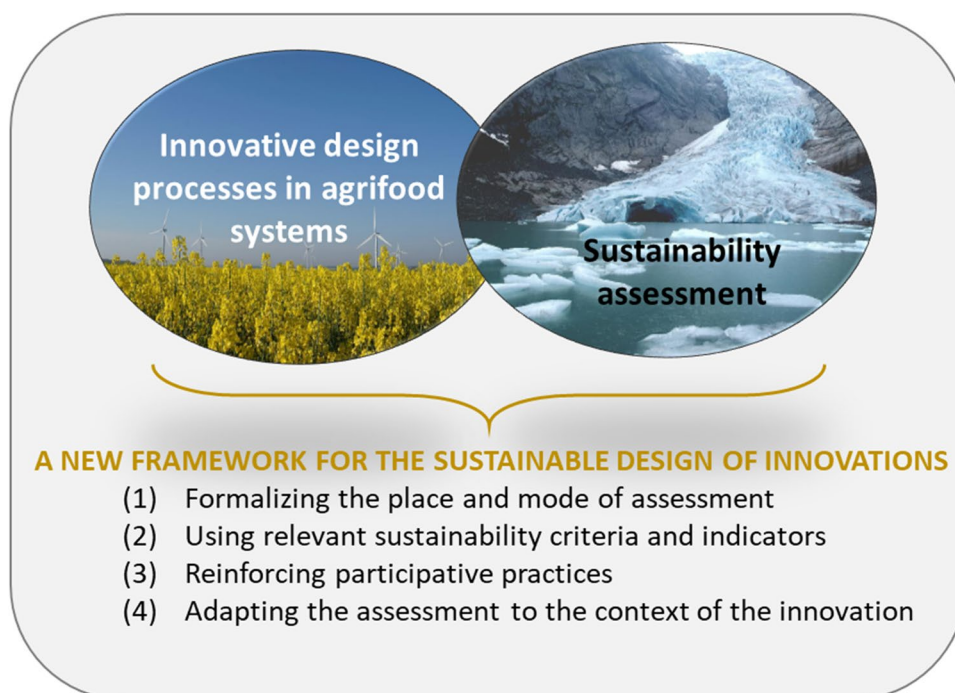 Innovative design
processes in agrifood
systems
Sustainability
assessment
A NEW FRAMEWORK FOR THE SUSTAINABLE DESIGN OF INNOVATIONS
(1) Formalizing the place and mode of assessment
(2) Using relevant sustainability criteria and indicators
(3) Reinforcing participative practices
(4) Adapting the assessment to the context of the innovation